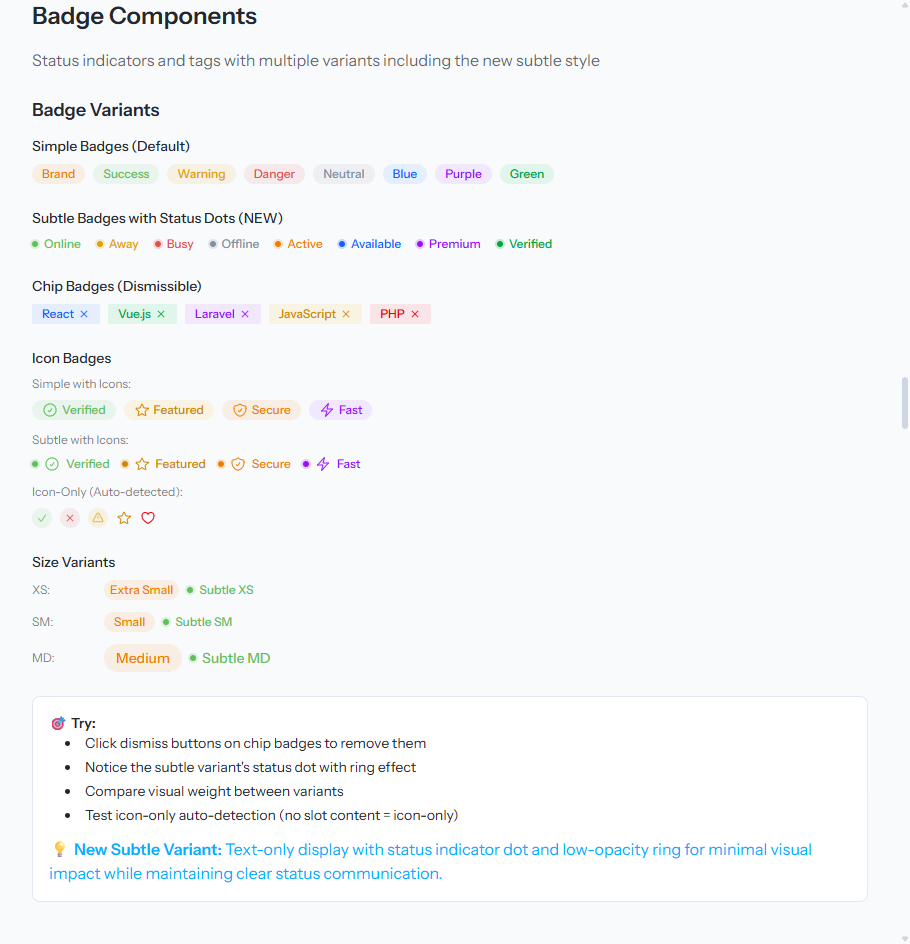 Badge Components
Status indicators and tags with multiple variants including the new subtle style
Badge Variants
Simple Badges (Default)
Brand Success Warning Danger Neutral Blue Purple Green
Subtle Badges with Status Dots (NEW)
Online Away Busy Offline Active Available Premium Verified
Chip Badges (Dismissible)
React × Vue.js × Laravel × JavaScript × PHP ×
Icon Badges
Simple with Icons:
Verified Featured Secure Fast
Subtle with Icons:
Verified Featured Secure Fast
Icon-Only (Auto-detected):
Size Variants
XS: Extra Small Subtle XS
SM: Small Subtle SM
MD: Medium Subtle MD
🎯 Try:
• Click dismiss buttons on chip badges to remove them
• Notice the subtle variant's status dot with ring effect
• Compare visual weight between variants
• Test icon-only auto-detection (no slot content = icon-only)
💡 New Subtle Variant: Text-only display with status indicator dot and low-opacity ring for minimal visual
impact while maintaining clear status communication.